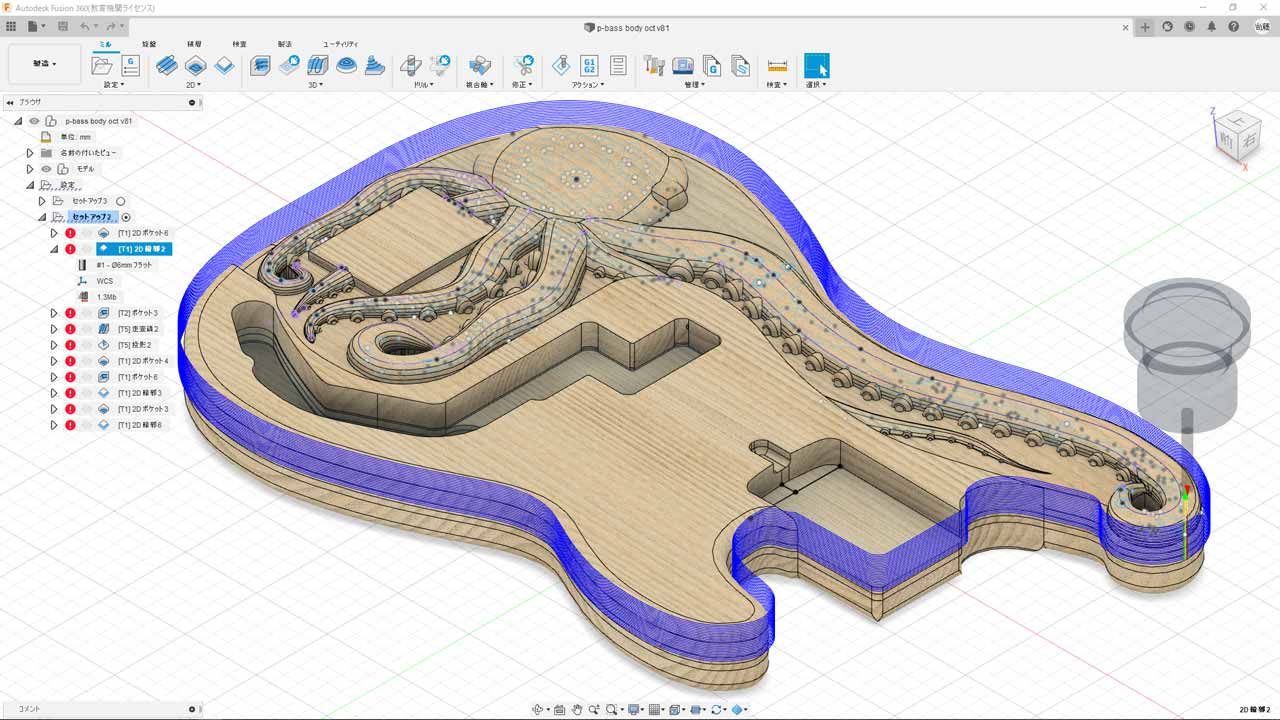 Autodesk Fusion 360(教育機関ライセンス)
p-bass body oct v81
製造
ミル
旋盤
積層
検査
製法
ユーティリティ
設定
2D
3D
ドリル
複合軸
修正
アクション
管理
検査
選択
G
G1
G2
G
ブラウザ
p-bass body oct v81
単位: mm
名前の付いたビュー
モデル
設定
セットアップ3
セットアップ2
[T1] 2D ポケット6
[T1] 2D 輪郭2
#1 - Ø6mm フラット
WCS
1.3Mb
[T2] ポケット3
[T5] 走査線2
[T5] 投影2
[T1] 2D ポケット4
[T1] ポケット6
[T1] 2D 輪郭3
[T1] 2D ポケット3
[T1] 2D 輪郭6
Z
上
右
X
コメント
2D 輪郭2